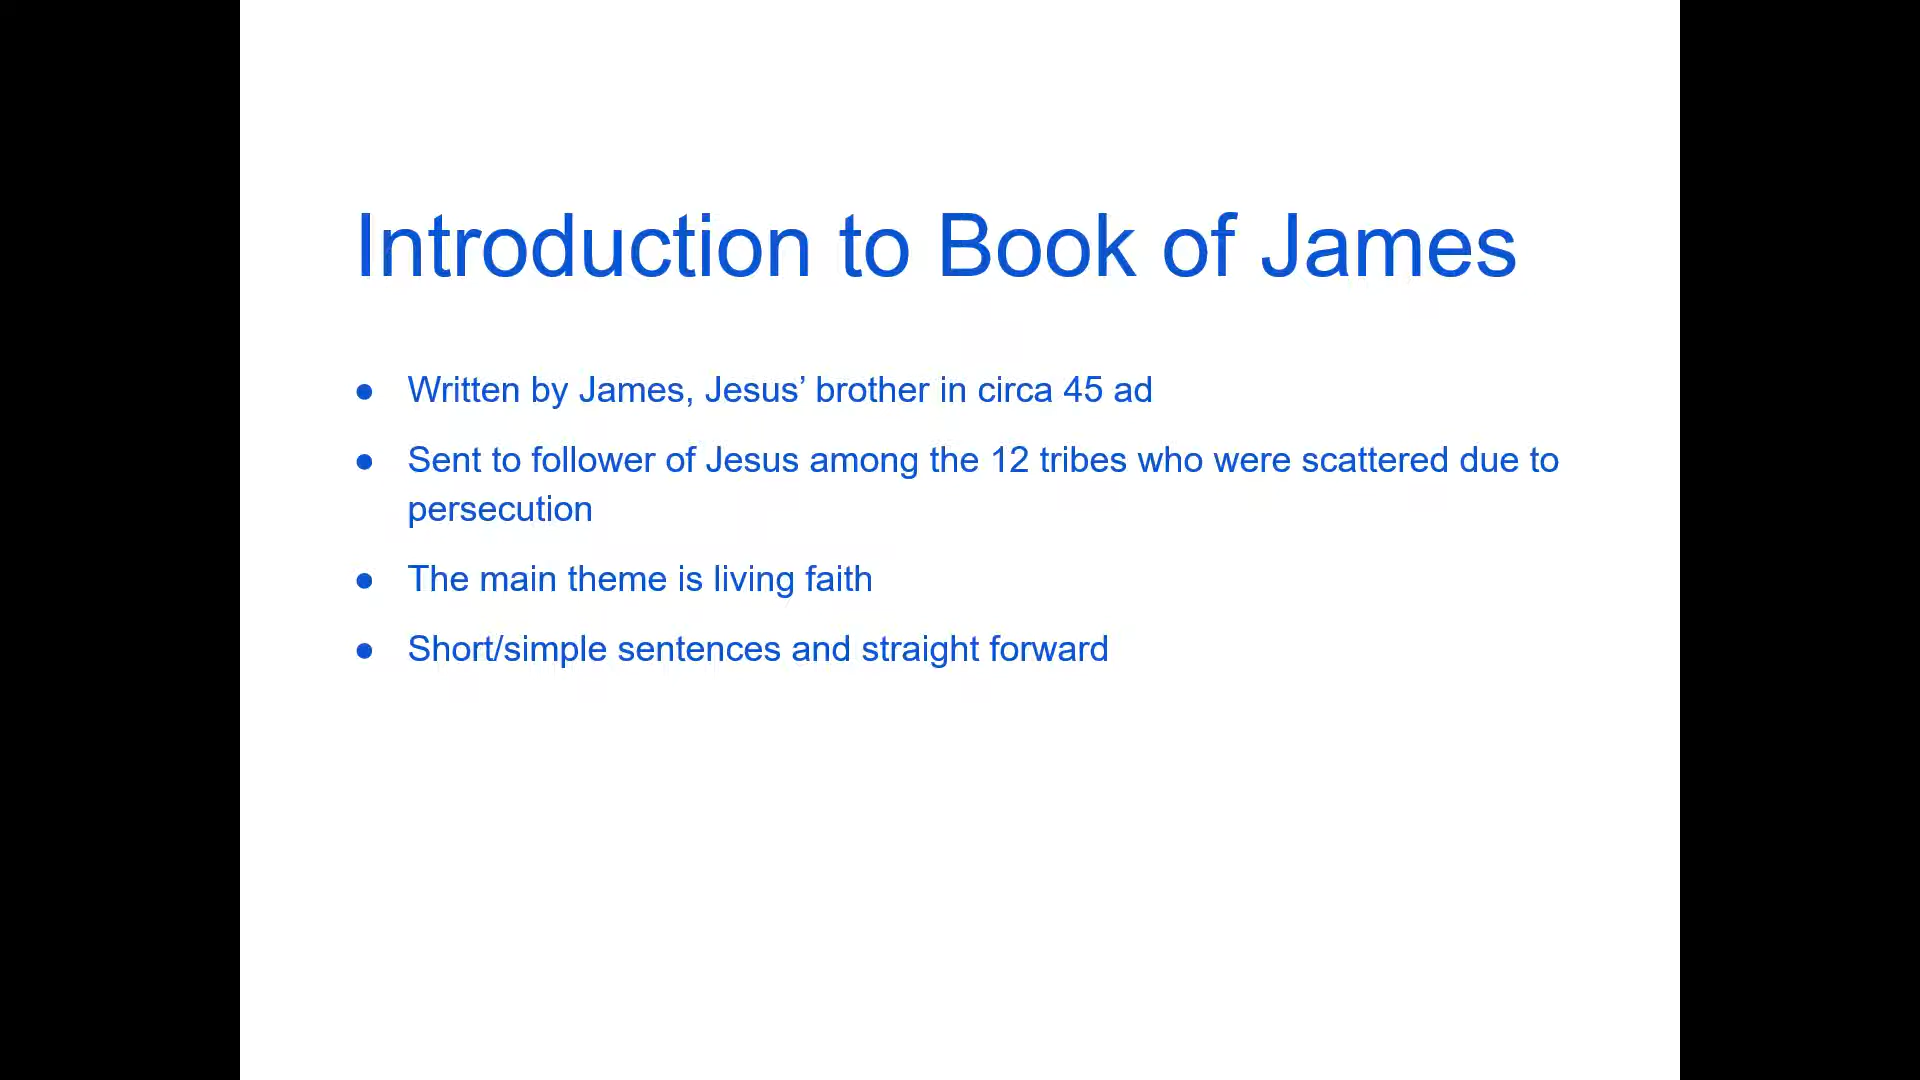 Introduction to Book of James
● Written by James, Jesus’ brother in circa 45 ad
● Sent to follower of Jesus among the 12 tribes who were scattered due to
persecution
● The main theme is living faith
● Short/simple sentences and straight forward